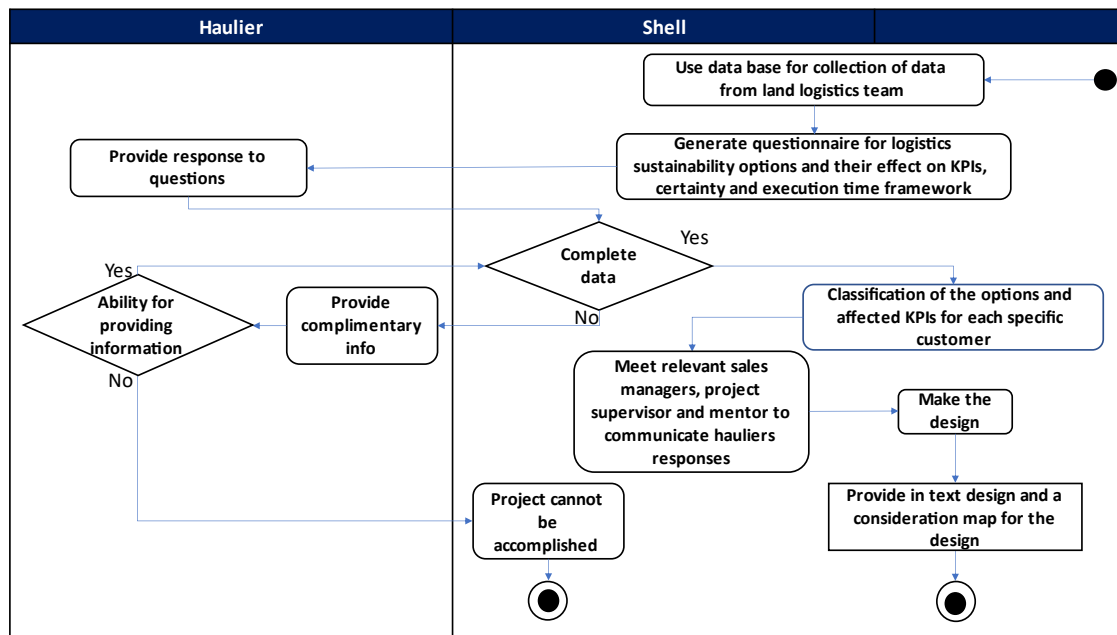 Haulier
Shell
Use data base for collection of data
from land logistics team
Generate questionnaire for logistics
sustainability options and their effect on KPIs,
certainty and execution time framework
Provide response to
questions
Complete
data
Yes
No
Yes
Ability for
providing
information
No
Provide
complimentary
info
Classification of the options and
affected KPIs for each specific
customer
Meet relevant sales
managers, project
supervisor and mentor to
communicate hauliers
responses
Make the
design
Project cannot
be
accomplished
Provide in text design and a
consideration map for the
design